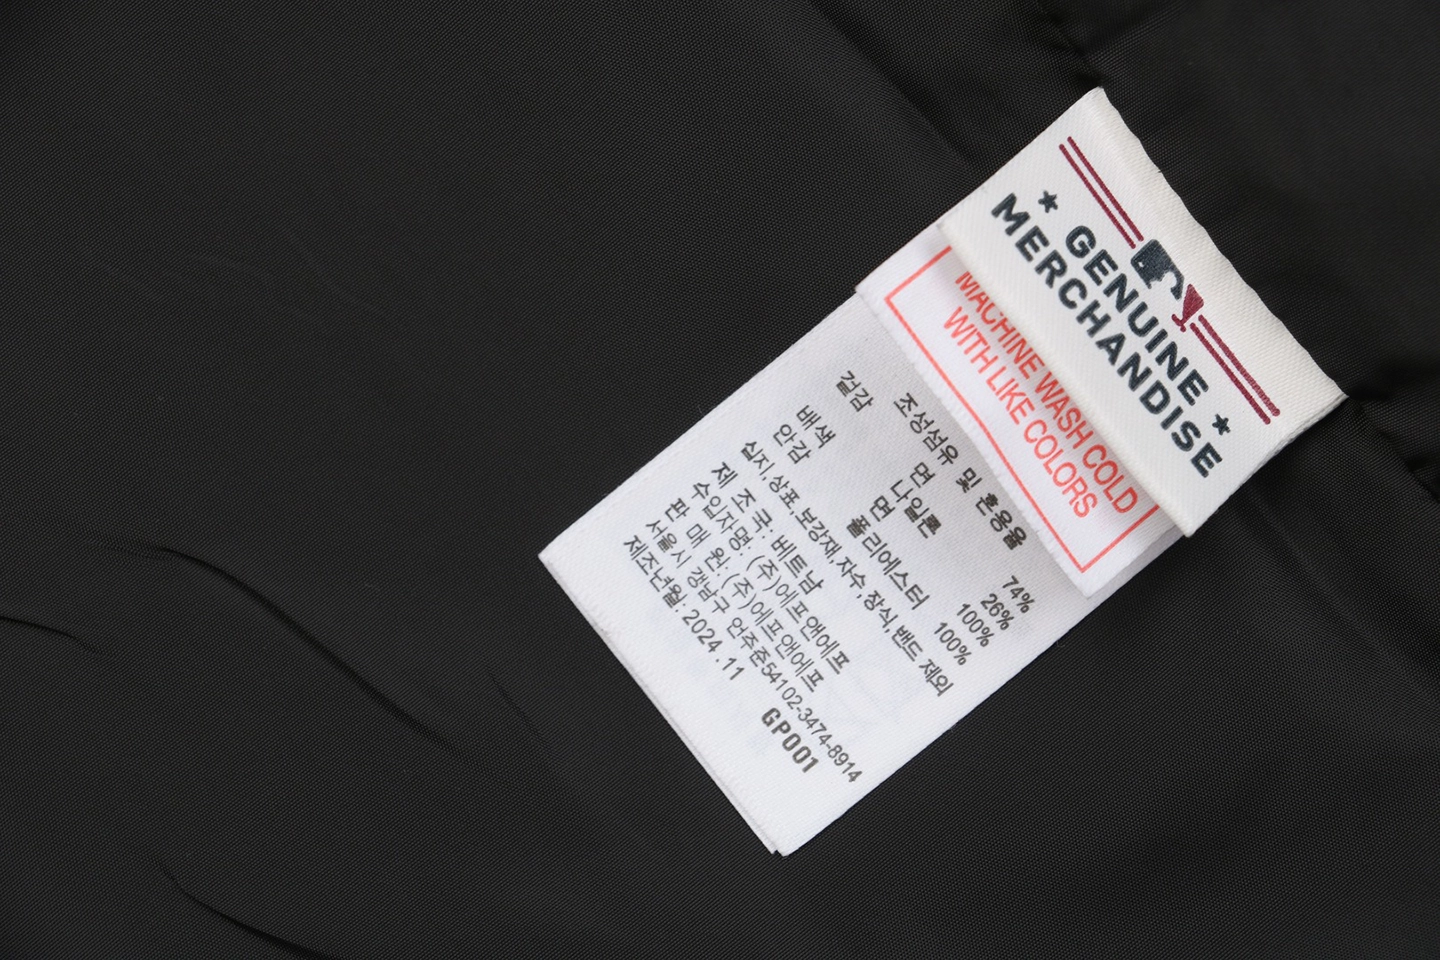 ★ GENUINE ★
MERCHANDISE
MACHINE WASH COLD
WITH LIKE COLORS
조성섬유 및 혼용율
겉감 면 74%
나일론 26%
배색 면 100%
안감 폴리에스터 100%
심지,상표,보강재,자수,장식,밴드 제외
제 조 국: 베트남
수입자명: (주)에프앤에프
판 매 원: (주)에프앤에프
서울시 강남구 언주준54102-3474-8914
제조년월: 2024 .11
GP001